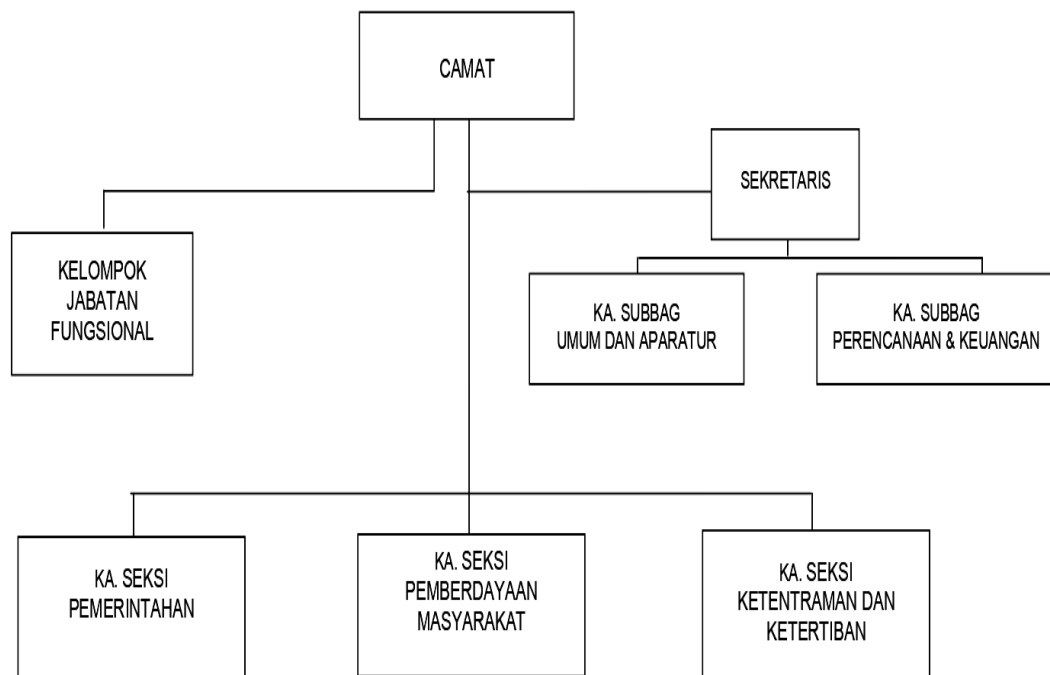 CAMAT
SEKRETARIS
KELOMPOK
JABATAN
FUNGSIONAL
KA. SUBBAG
UMUM DAN APARATUR
KA. SUBBAG
PERENCANAAN & KEUANGAN
KA. SEKSI
PEMERINTAHAN
KA. SEKSI
PEMBERDAYAAN
MASYARAKAT
KA. SEKSI
KETENTRAMAN DAN
KETERTIBAN